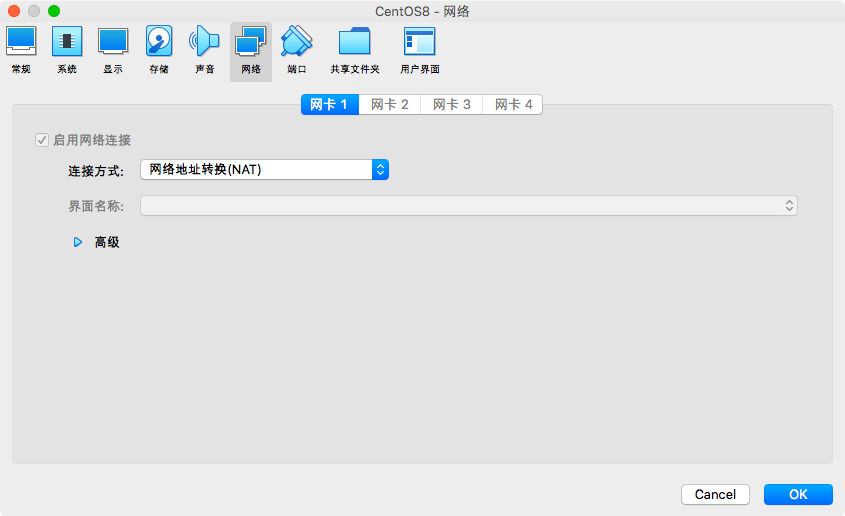 CentOS8 - 网络
常规 系统 显示 存储 声音 网络 端口 共享文件夹 用户界面
网卡 1 网卡 2 网卡 3 网卡 4
启用网络连接
连接方式: 网络地址转换(NAT)
界面名称:
高级
Cancel OK